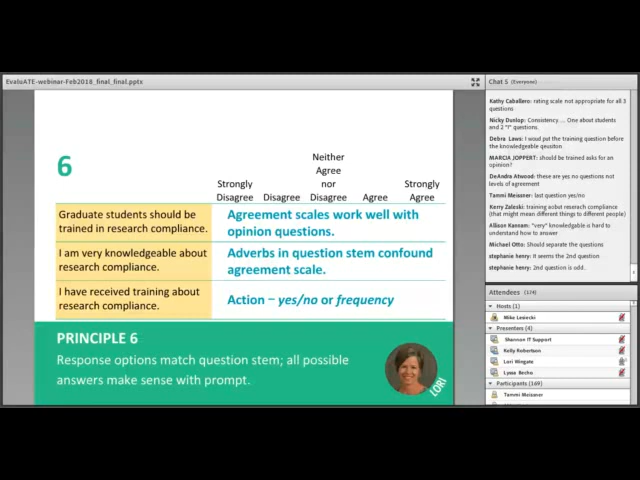 EvaluATE-webinar-Feb2018_final_final.pptx
6
Strongly Disagree
Disagree
Neither Agree nor Disagree
Agree
Strongly Agree
Graduate students should be
trained in research compliance.
Agreement scales work well with
opinion questions.
I am very knowledgeable about
research compliance.
Adverbs in question stem confound
agreement scale.
I have received training about
research compliance.
Action – yes/no or frequency
PRINCIPLE 6
Response options match question stem; all possible
answers make sense with prompt.
LORI
Chat 5 (Everyone)
Kathy Caballero: rating scale not appropriate for all 3
questions
Nicky Dunlop: Consistency.... One about students
and 2 "I" questions.
Debra Laws: I woud put the training question before
the knowledgable qeustion
MARCIA JOPPERT: should be trained asks for an
opinion?
DeAndra Atwood: these are yes no questions not
levels of agreement
Tammi Meissner: last question yes/no
Kerry Zaleski: training aobut research compliance
(that might mean different things to different people)
Allison Kannam: "very" knowledgable is hard to
understand how to answer
Michael Otto: Should separate the questions
stephanie henry: It seems the 2nd question
stephanie henry: 2nd question is odd.
Attendees (174)
Hosts (1)
Mike Lesiecki
Presenters (4)
Shannon IT Support
Kelly Robertson
Lori Wingate
Lyssa Becho
Participants (169)
Tammi Meissner